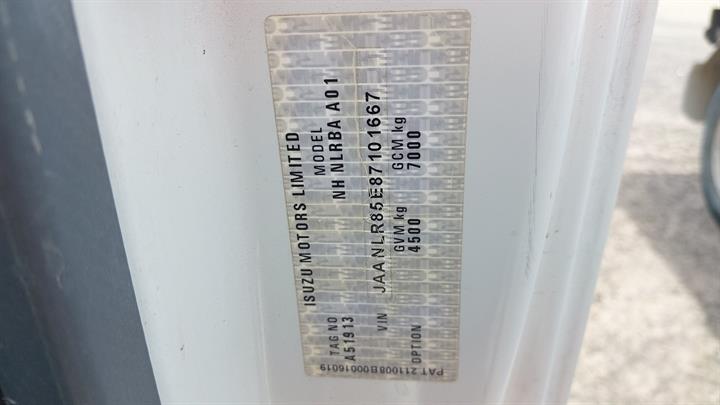 ISUZU MOTORS LIMITED
TAG NO MODEL
A51913 NH NLRBA A01
VIN JAANLR85E87101667
GVM kg GCM kg
4500 7000
OPTION
PAT 211008B00016019